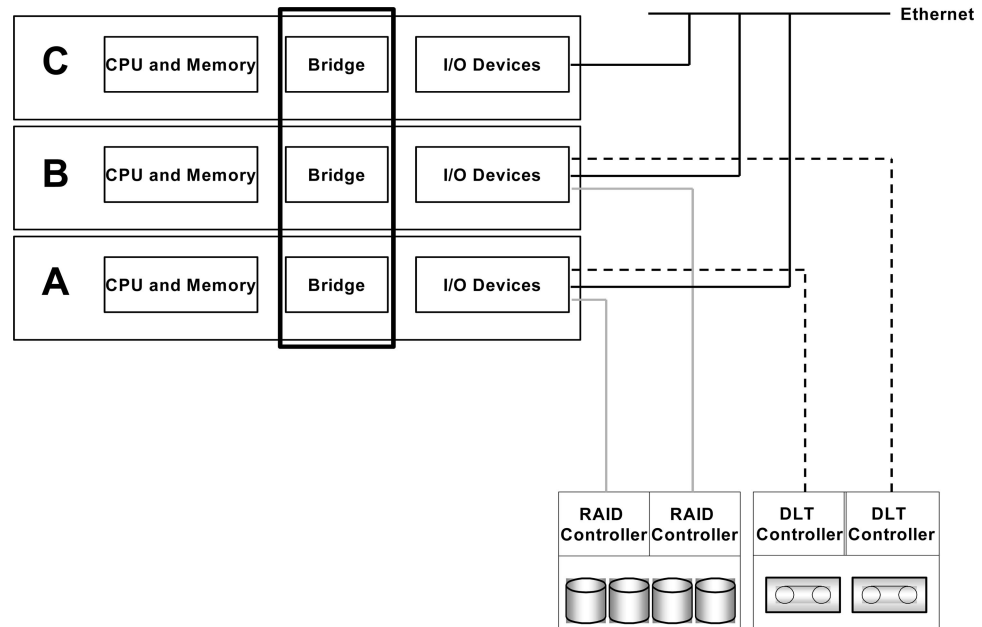 Ethernet
C
CPU and Memory
Bridge
I/O Devices
B
CPU and Memory
Bridge
I/O Devices
A
CPU and Memory
Bridge
I/O Devices
RAID
Controller
RAID
Controller
DLT
Controller
DLT
Controller